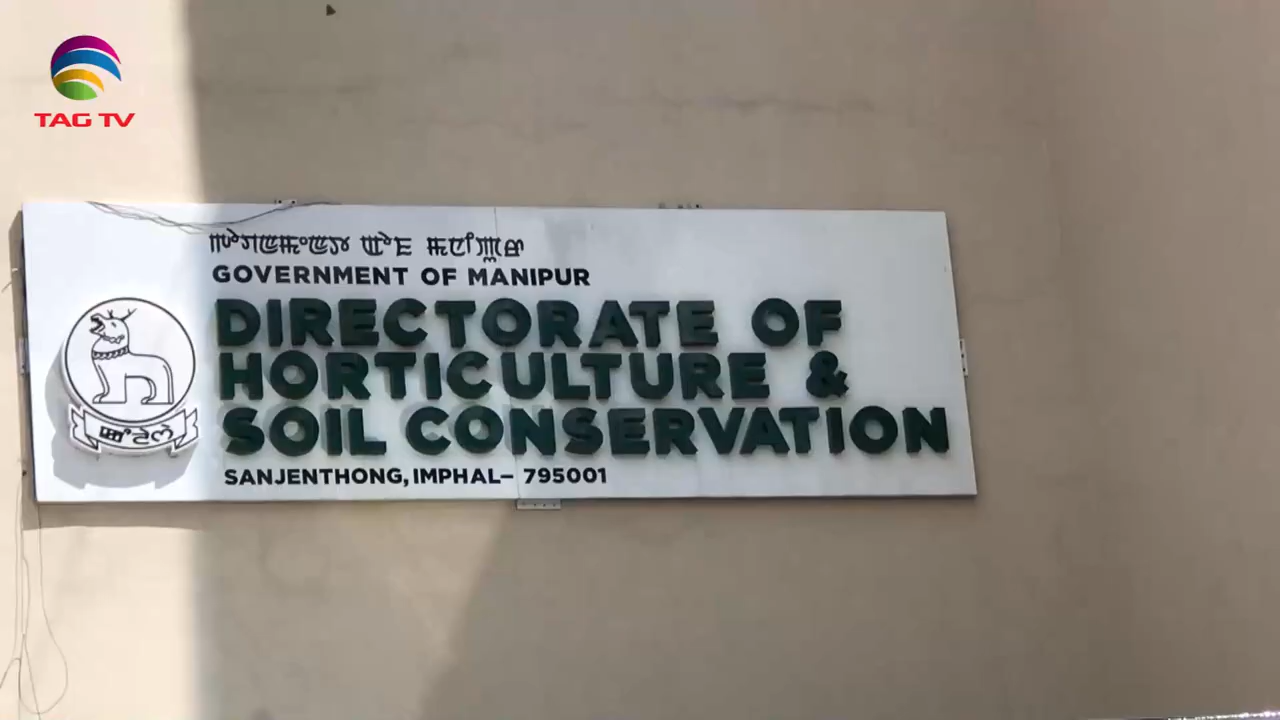 TAG TV
GOVERNMENT OF MANIPUR
DIRECTORATE OF
HORTICULTURE &
SOIL CONSERVATION
SANJENTHONG, IMPHAL– 795001